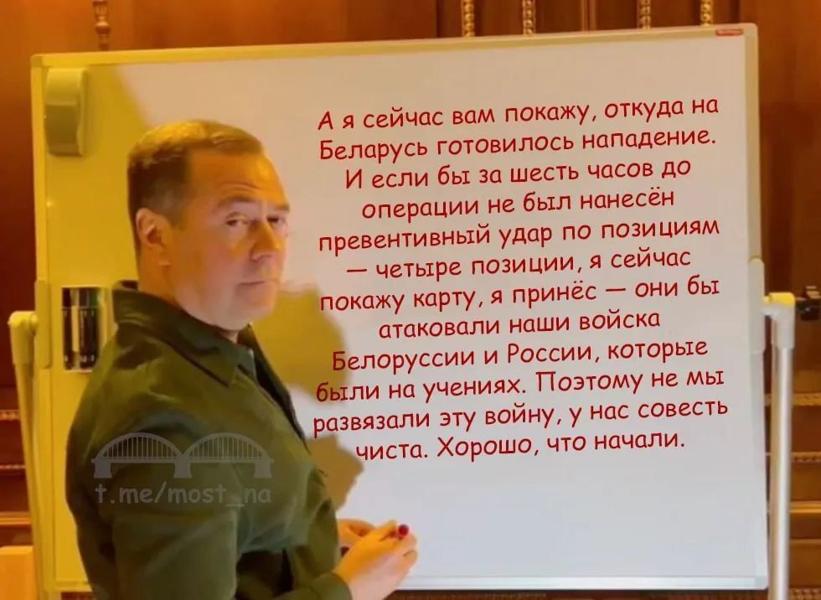 А я сейчас вам покажу, откуда на
Беларусь готовилось нападение.
И если бы за шесть часов до
операции не был нанесён
превентивный удар по позициям
— четыре позиции, я сейчас
покажу карту, я принёс — они бы
атаковали наши войска
Белоруссии и России, которые
были на учениях. Поэтому не мы
развязали эту войну, у нас совесть
чиста. Хорошо, что начали.
t.me/most_na